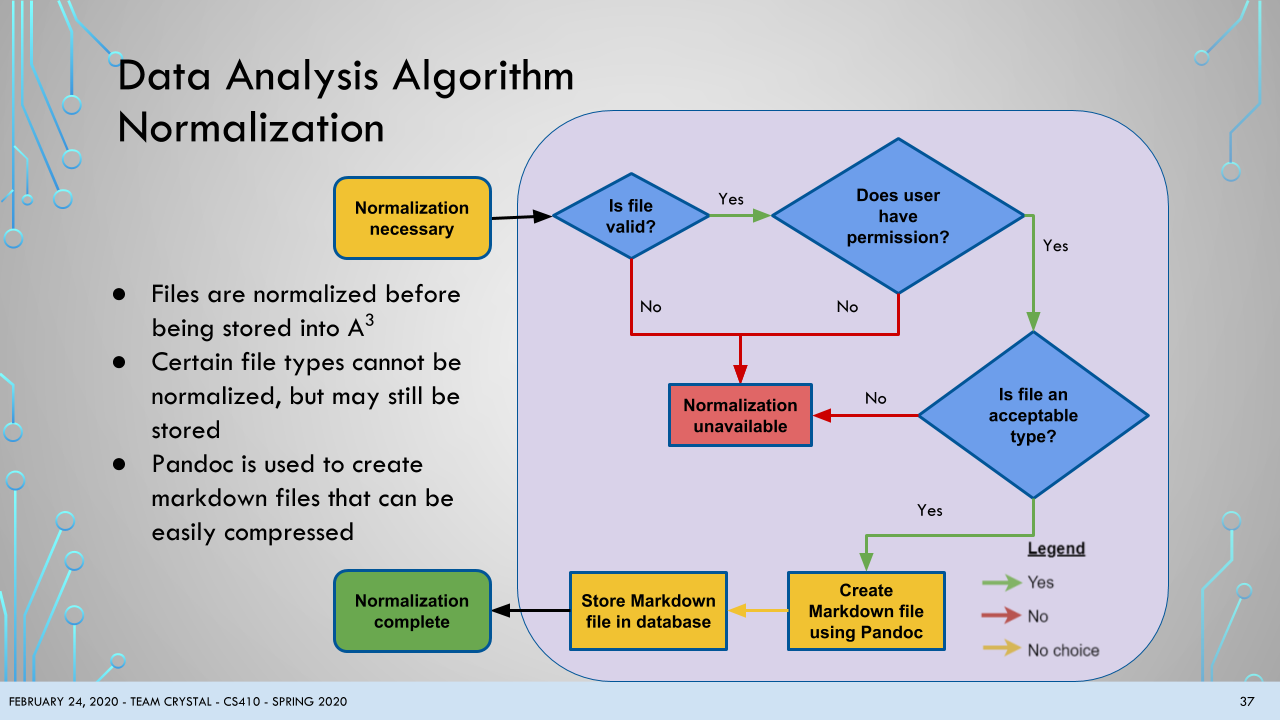 Data Analysis Algorithm
Normalization
Normalization
necessary
Is file
valid?
Yes
Does user
have
permission?
Yes
No
No
● Files are normalized before
being stored into A³
● Certain file types cannot be
normalized, but may still be
stored
● Pandoc is used to create
markdown files that can be
easily compressed
Normalization
unavailable
No
Is file an
acceptable
type?
Yes
Normalization
complete
Store Markdown
file in database
Create
Markdown file
using Pandoc
Legend
Yes
No
No choice
FEBRUARY 24, 2020 - TEAM CRYSTAL - CS410 - SPRING 2020
37